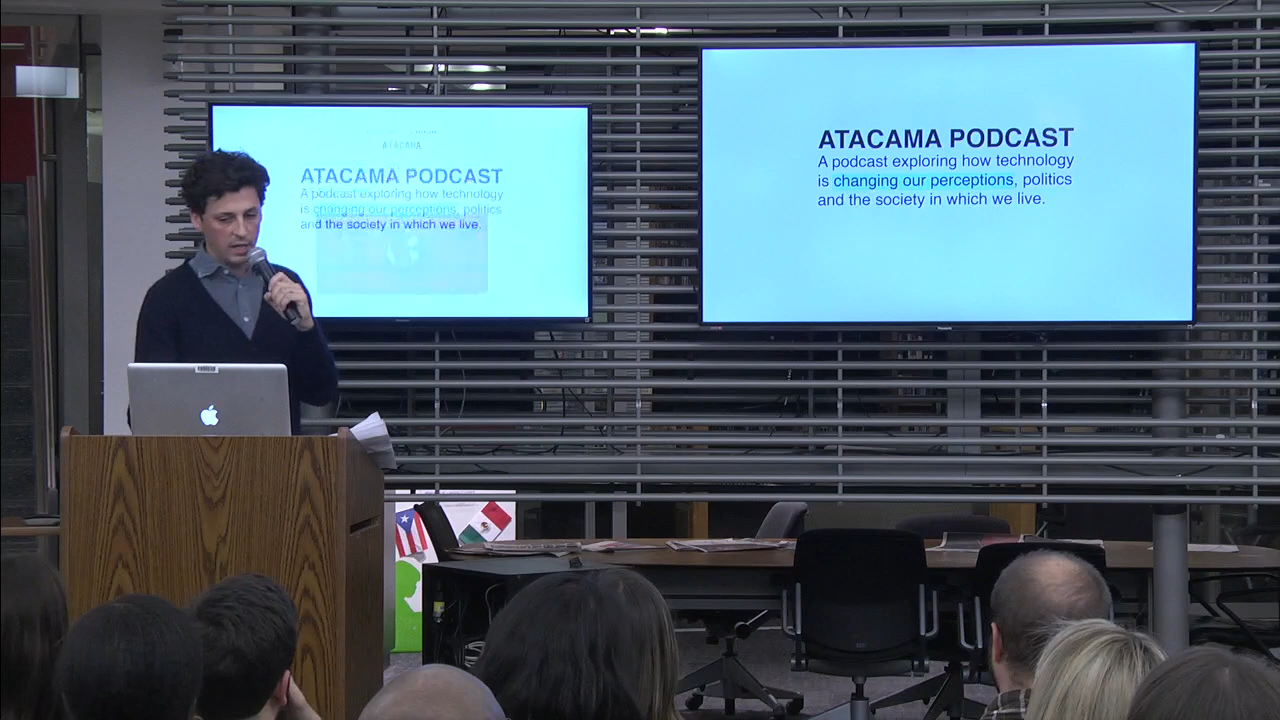 ATACAMA
ATACAMA PODCAST
A podcast exploring how technology
is changing our perceptions, politics
and the society in which we live.
ATACAMA PODCAST
A podcast exploring how technology
is changing our perceptions, politics
and the society in which we live.